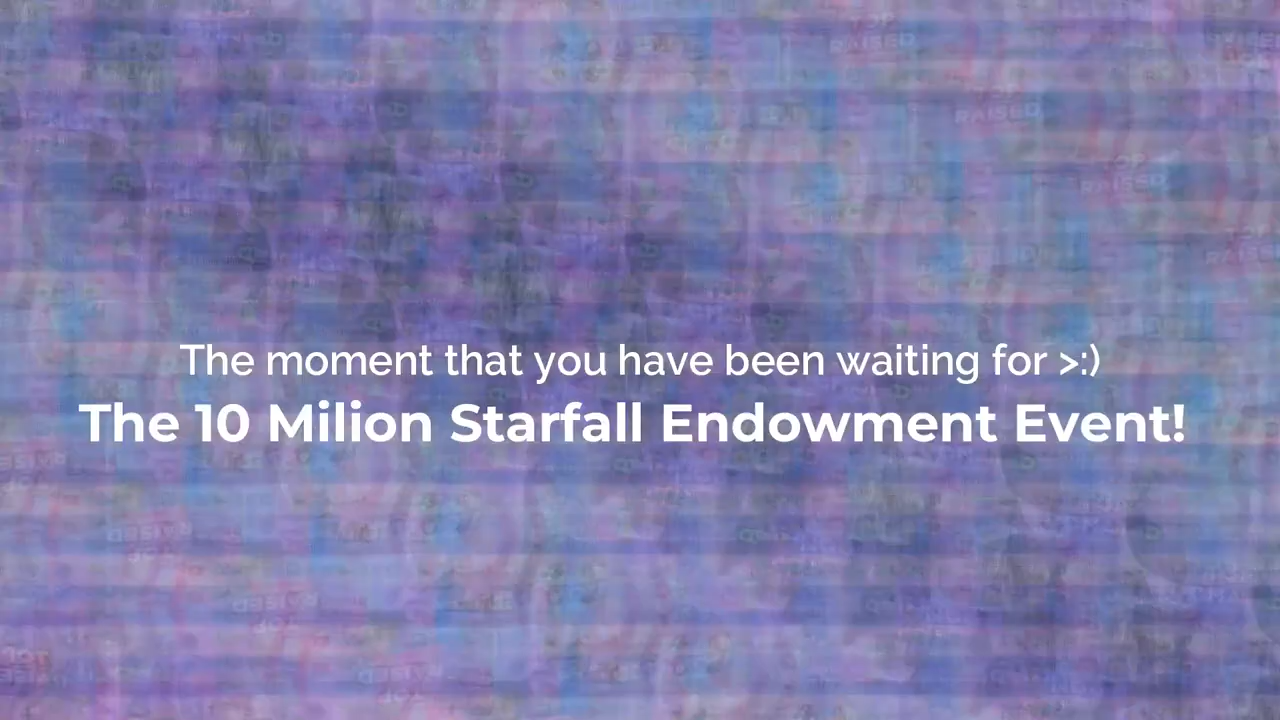 The moment that you have been waiting for >:)
The 10 Milion Starfall Endowment Event!